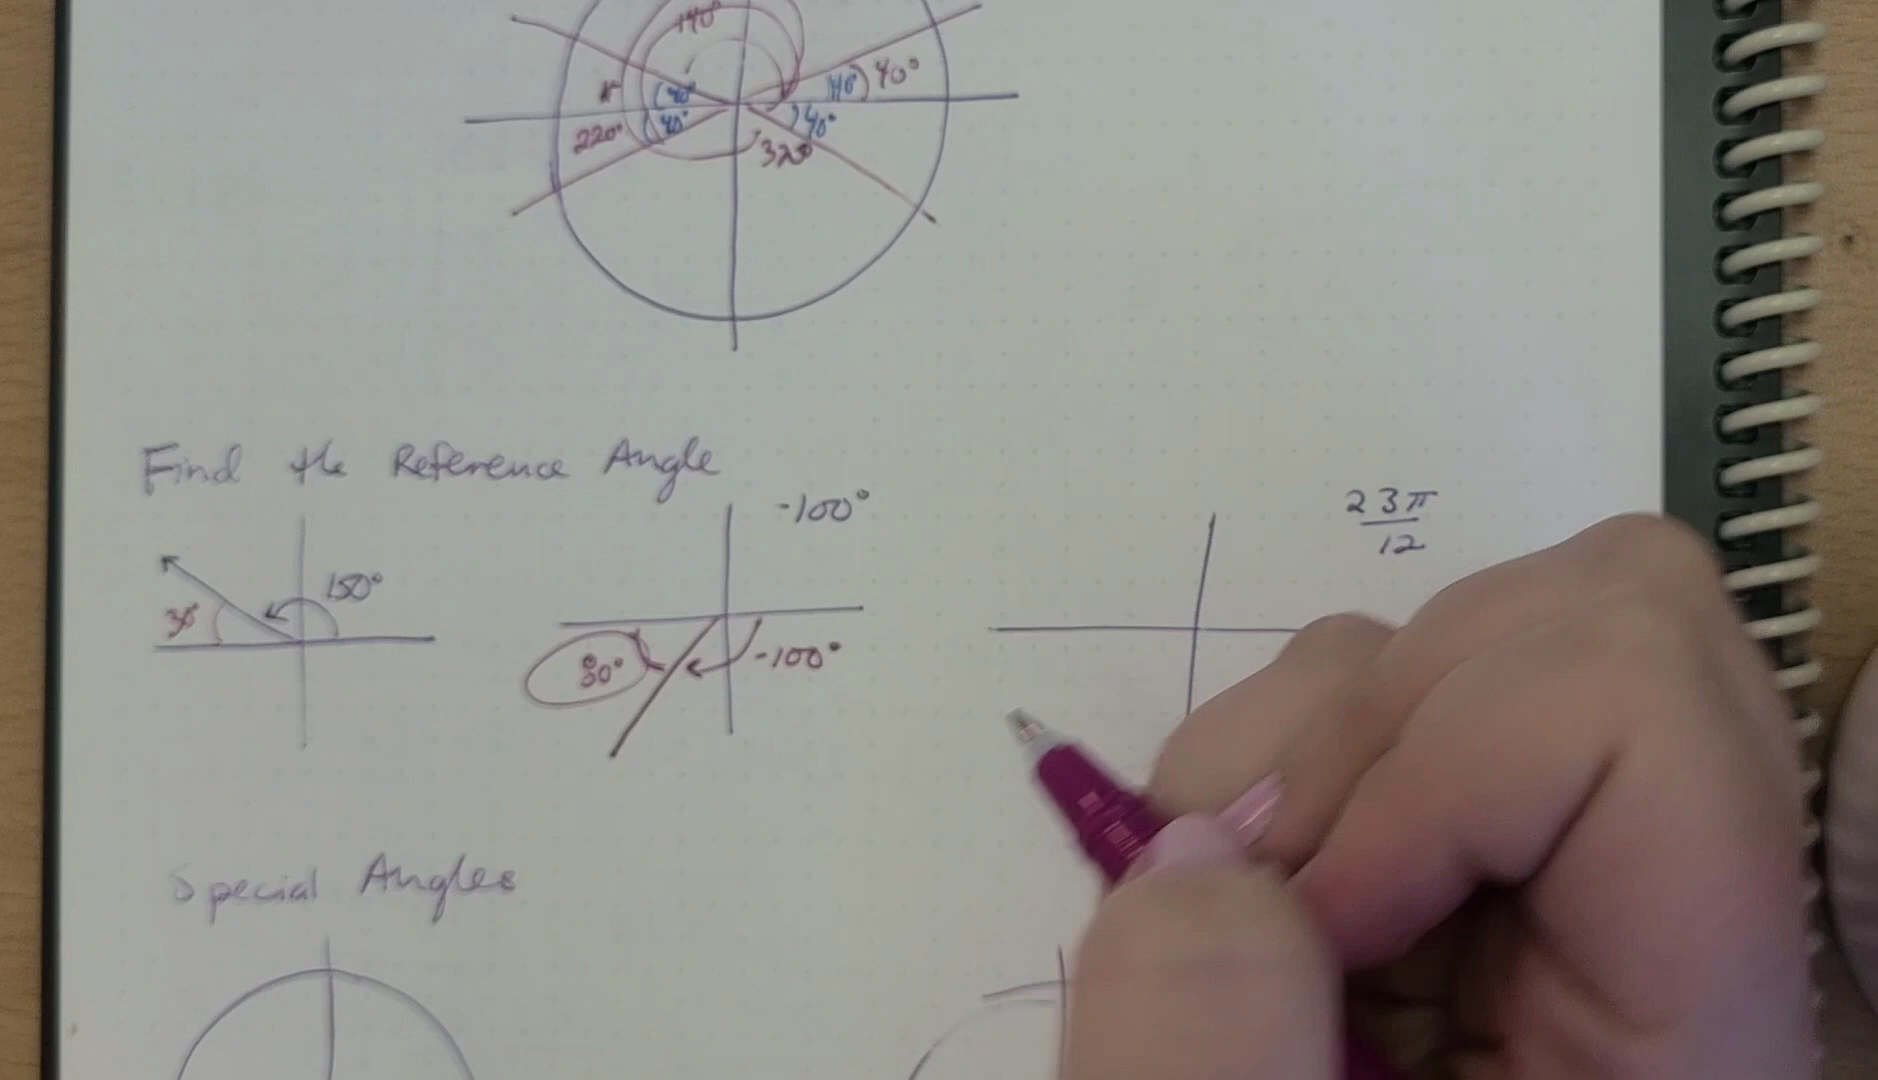 140°
40° 40° 40°
220° 40° 40°
320°
Find the Reference Angle
-100° 23π
12
150°
30° 80° -100°
Special Angles